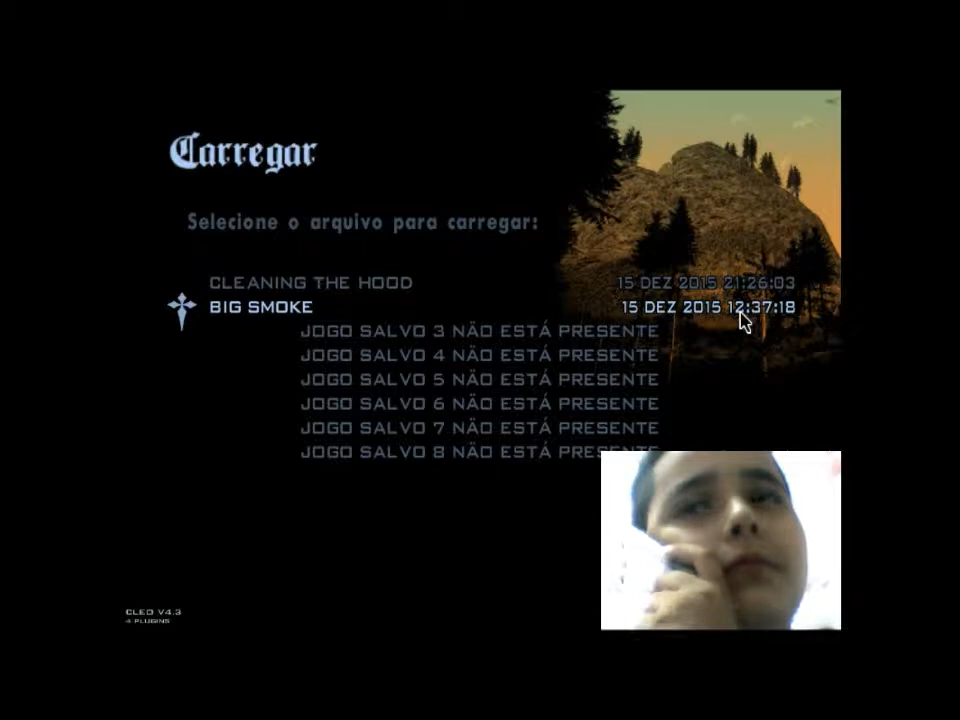 Carregar
Selecione o arquivo para carregar:
CLEANING THE HOOD 15 DEZ 2015 21:26:03
BIG SMOKE 15 DEZ 2015 12:37:18
JOGO SALVO 3 NÃO ESTÁ PRESENTE
JOGO SALVO 4 NÃO ESTÁ PRESENTE
JOGO SALVO 5 NÃO ESTÁ PRESENTE
JOGO SALVO 6 NÃO ESTÁ PRESENTE
JOGO SALVO 7 NÃO ESTÁ PRESENTE
JOGO SALVO 8 NÃO ESTÁ PRESENTE
CLEO V4.3
4 PLUGINS